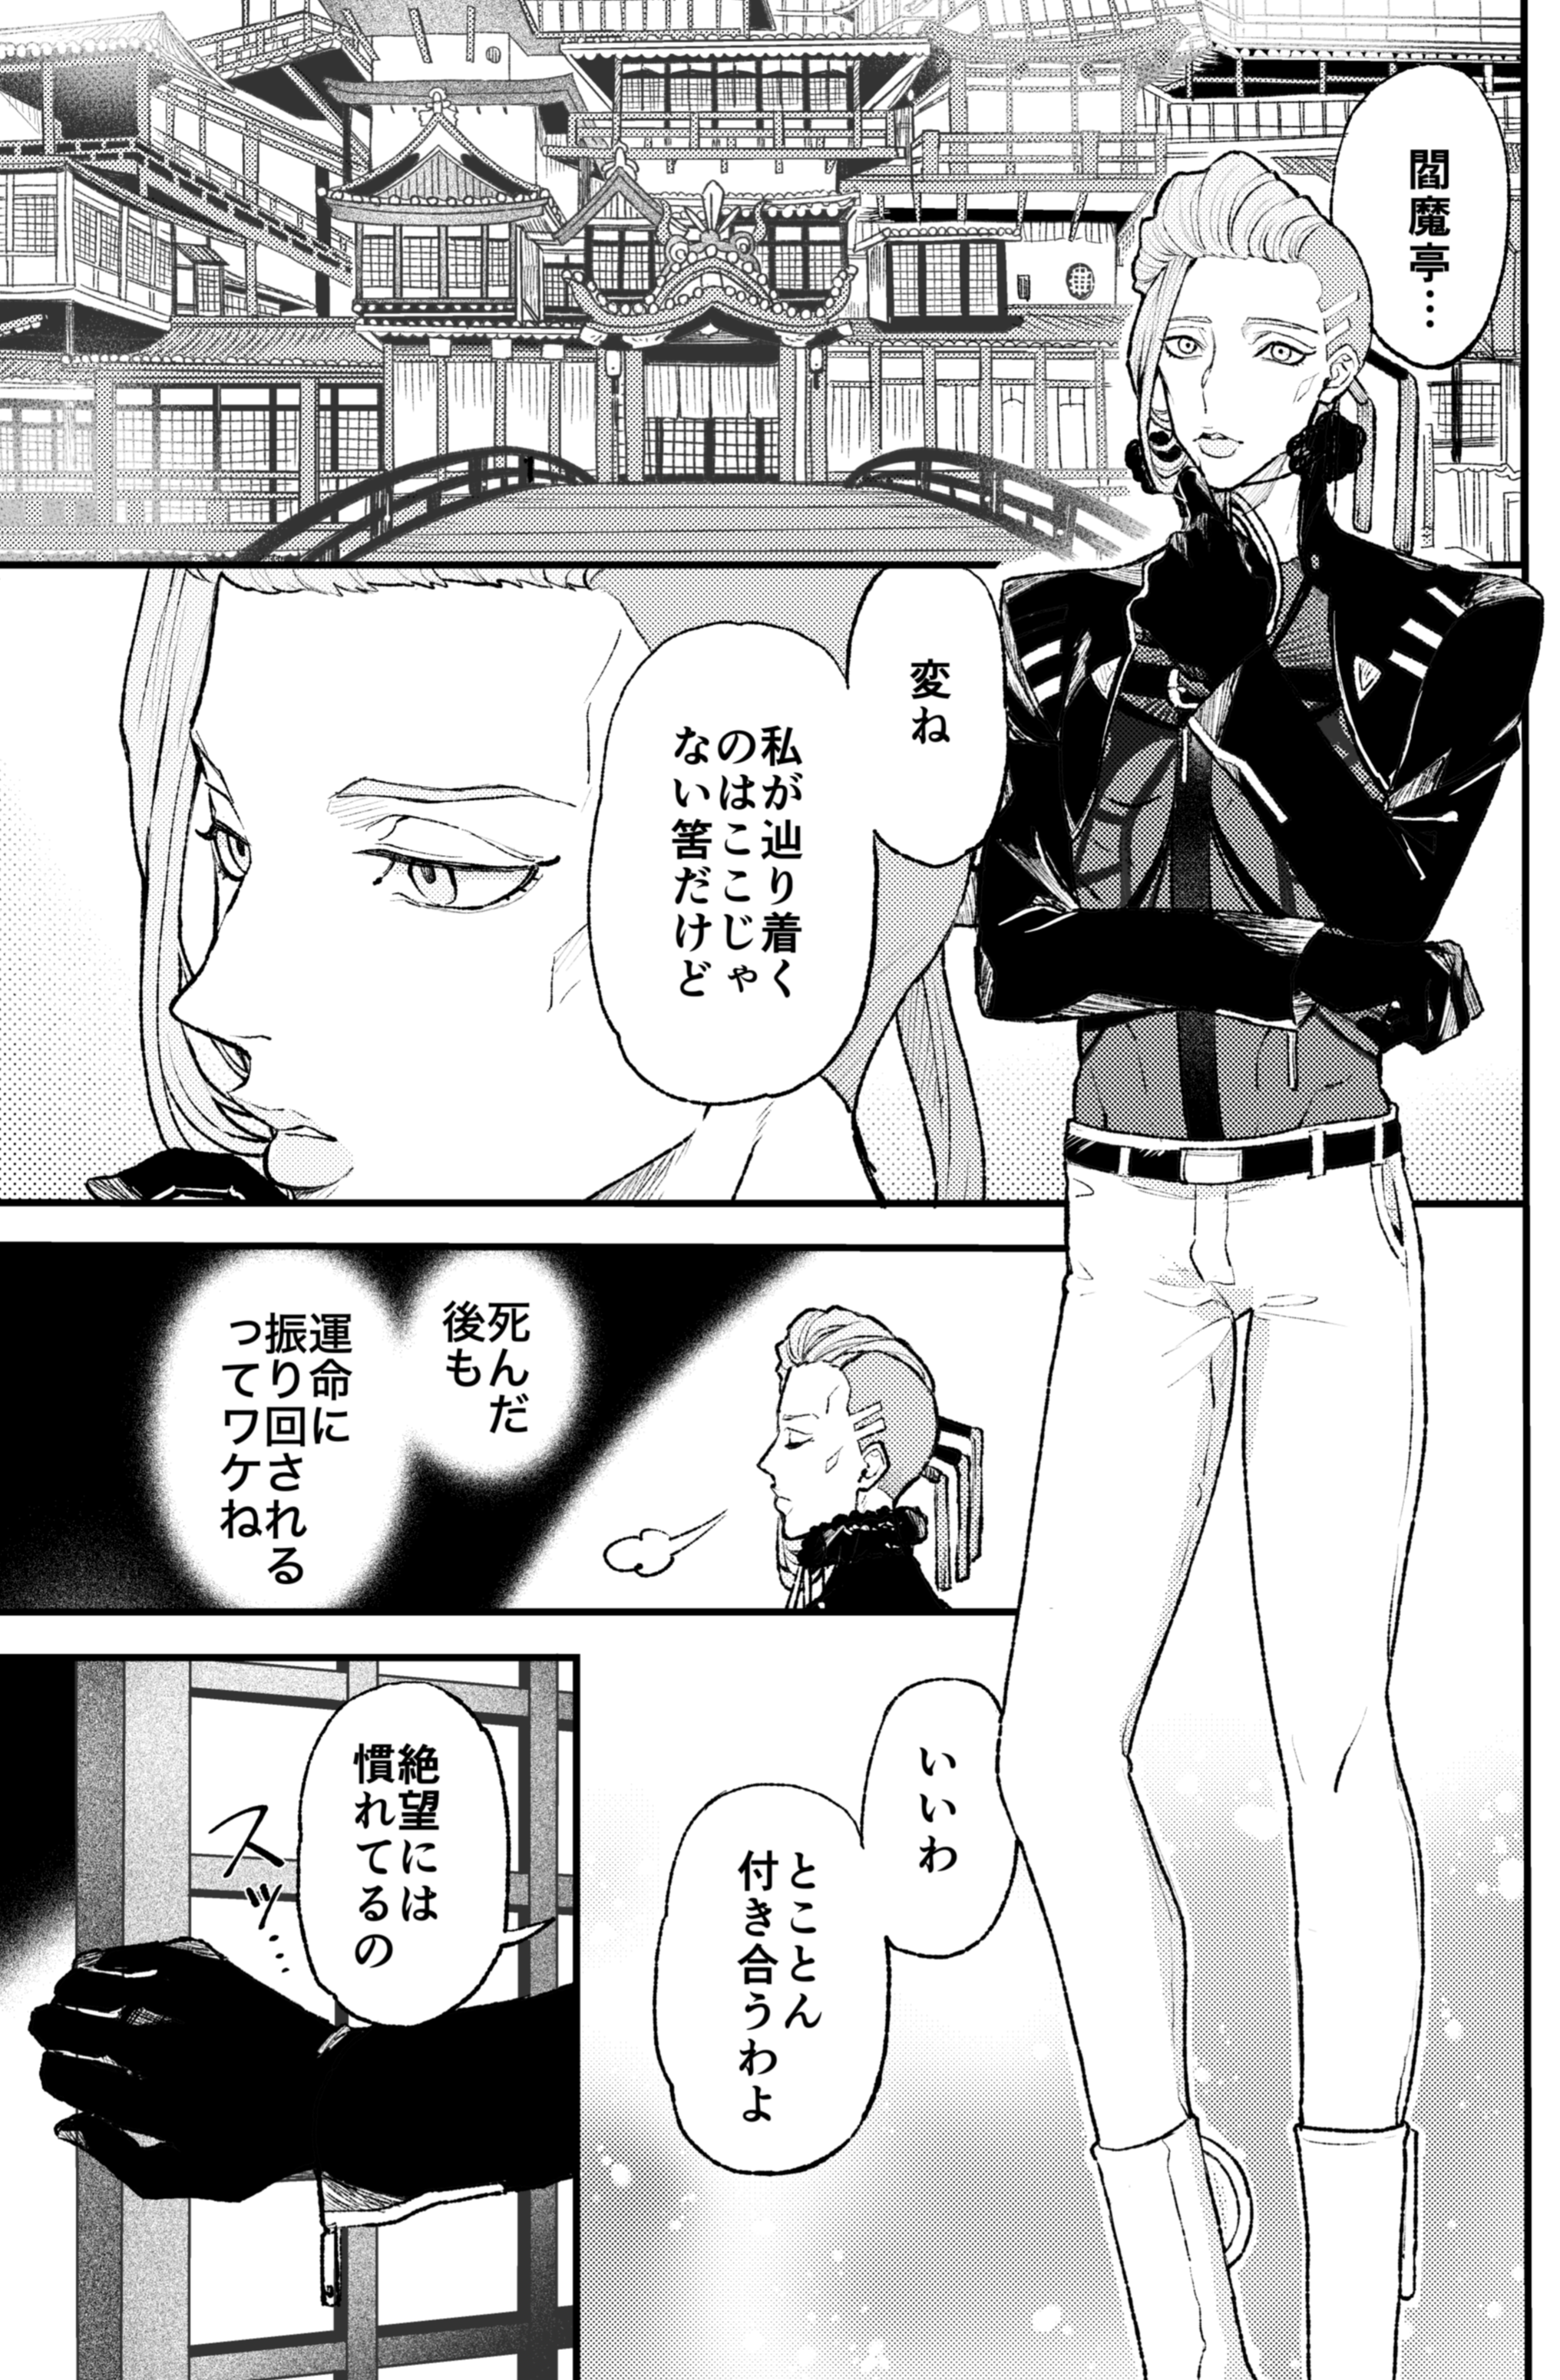 閻魔亭…
変ね
私が辿り着く
のはここじゃ
ない筈だけど
死んだ
後も
運命に
振り回される
ってワケね
いいわ
とことん
付き合うわよ
絶望には
慣れてるの
スッ…